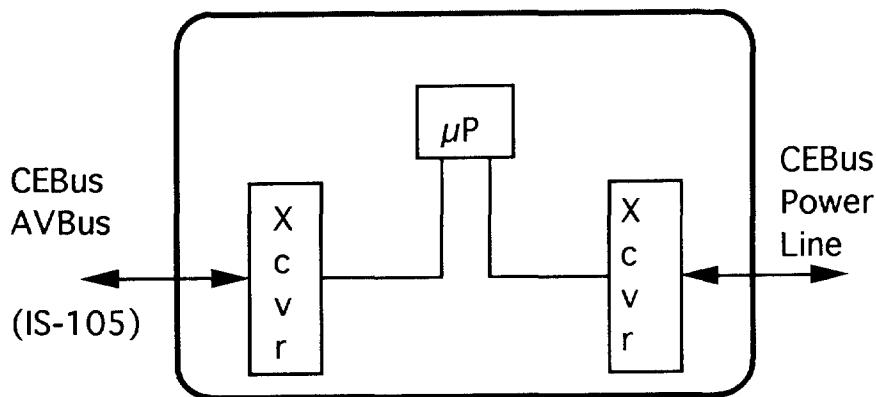 µP
CEBus
AVBus
(IS-105)
X
c
v
r
X
c
v
r
CEBus
Power
Line